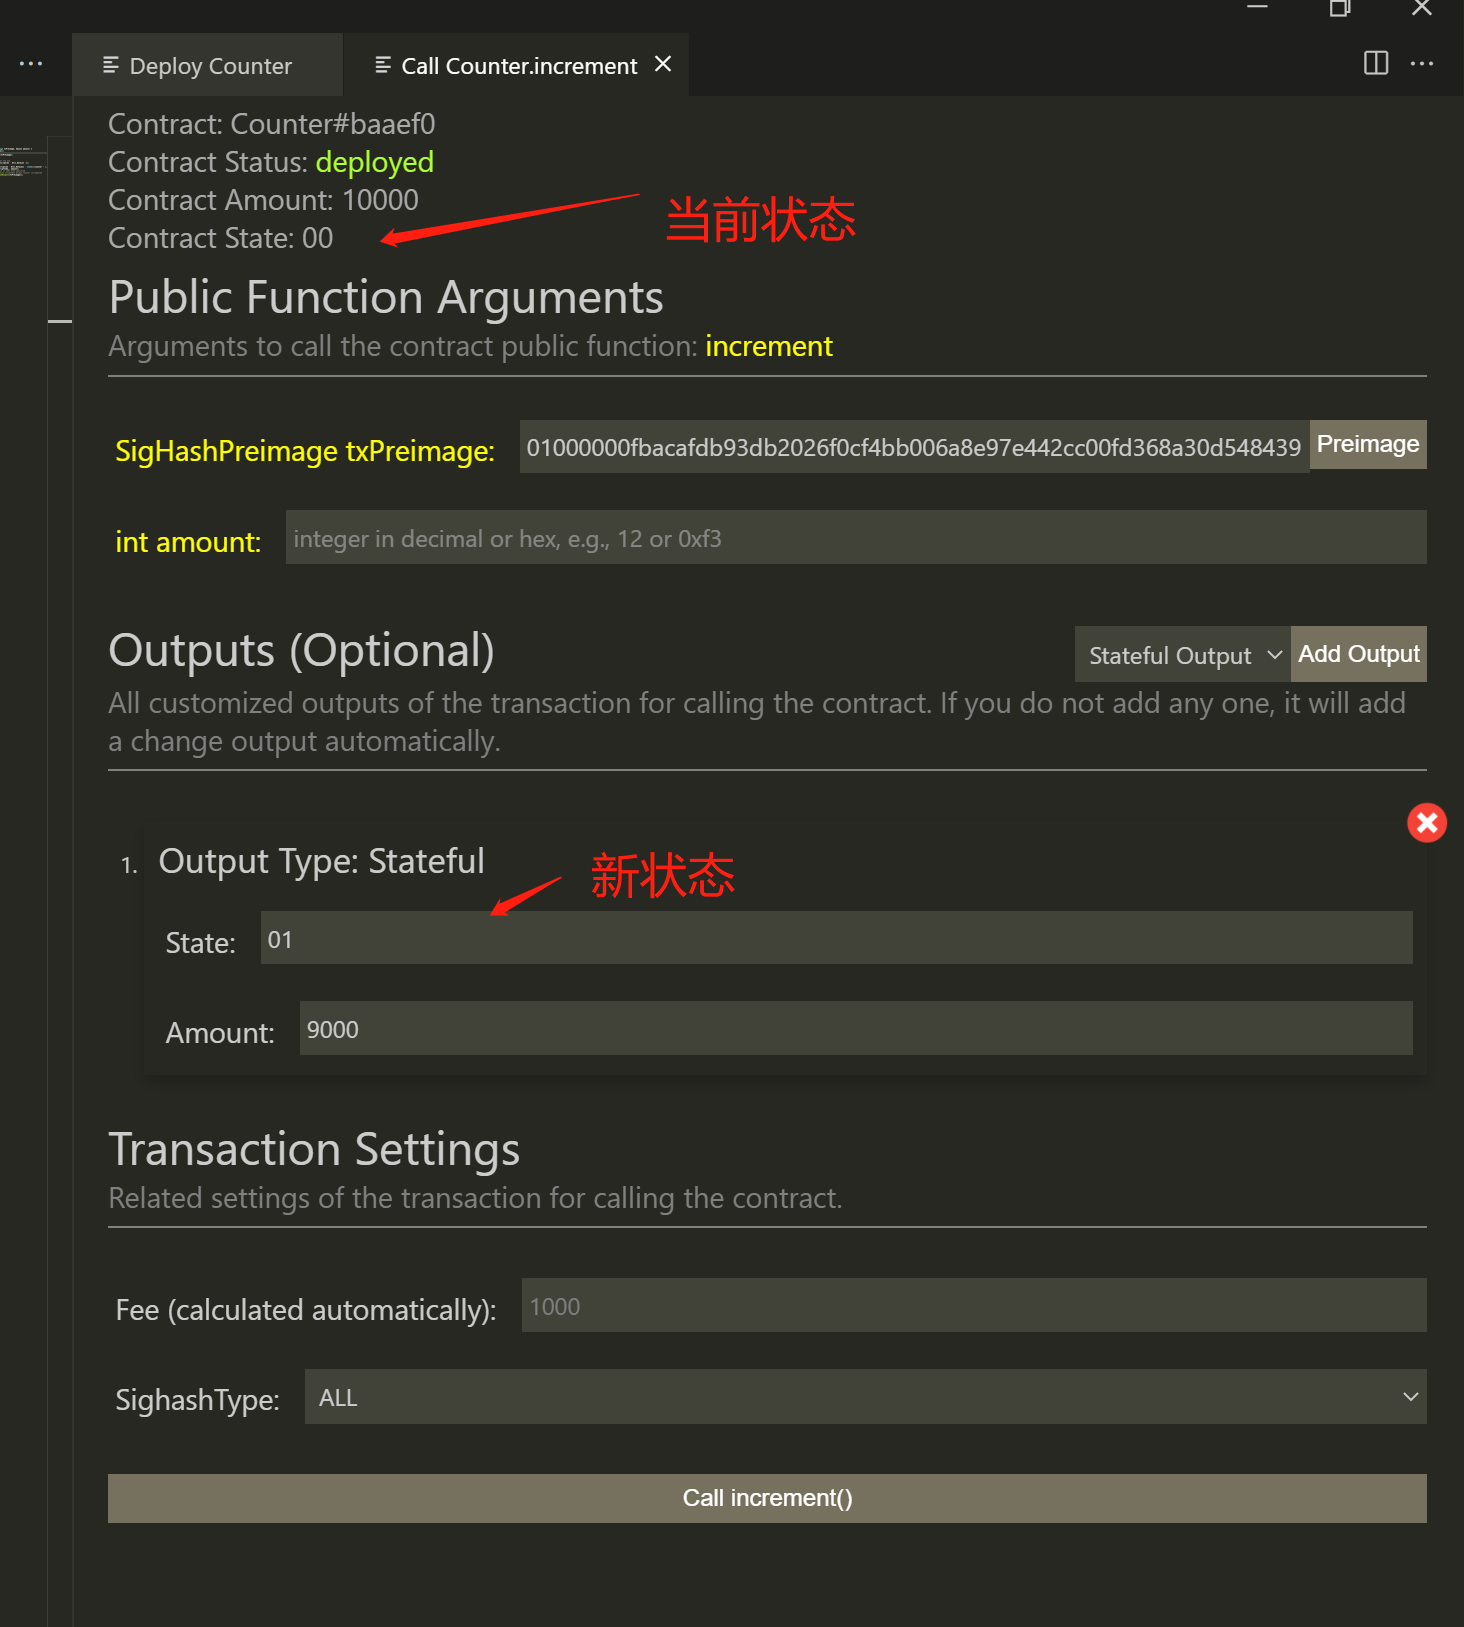 Deploy Counter
Call Counter.increment
Contract: Counter#baaef0
Contract Status: deployed
Contract Amount: 10000
Contract State: 00
当前状态
Public Function Arguments
Arguments to call the contract public function: increment
SigHashPreimage txPreimage: 01000000fbacafdb93db2026f0cf4bb006a8e97e442cc00fd368a30d548439 Preimage
int amount: integer in decimal or hex, e.g., 12 or 0xf3
Outputs (Optional) Stateful Output Add Output
All customized outputs of the transaction for calling the contract. If you do not add any one, it will add
a change output automatically.
1. Output Type: Stateful
新状态
State: 01
Amount: 9000
Transaction Settings
Related settings of the transaction for calling the contract.
Fee (calculated automatically): 1000
SighashType: ALL
Call increment()